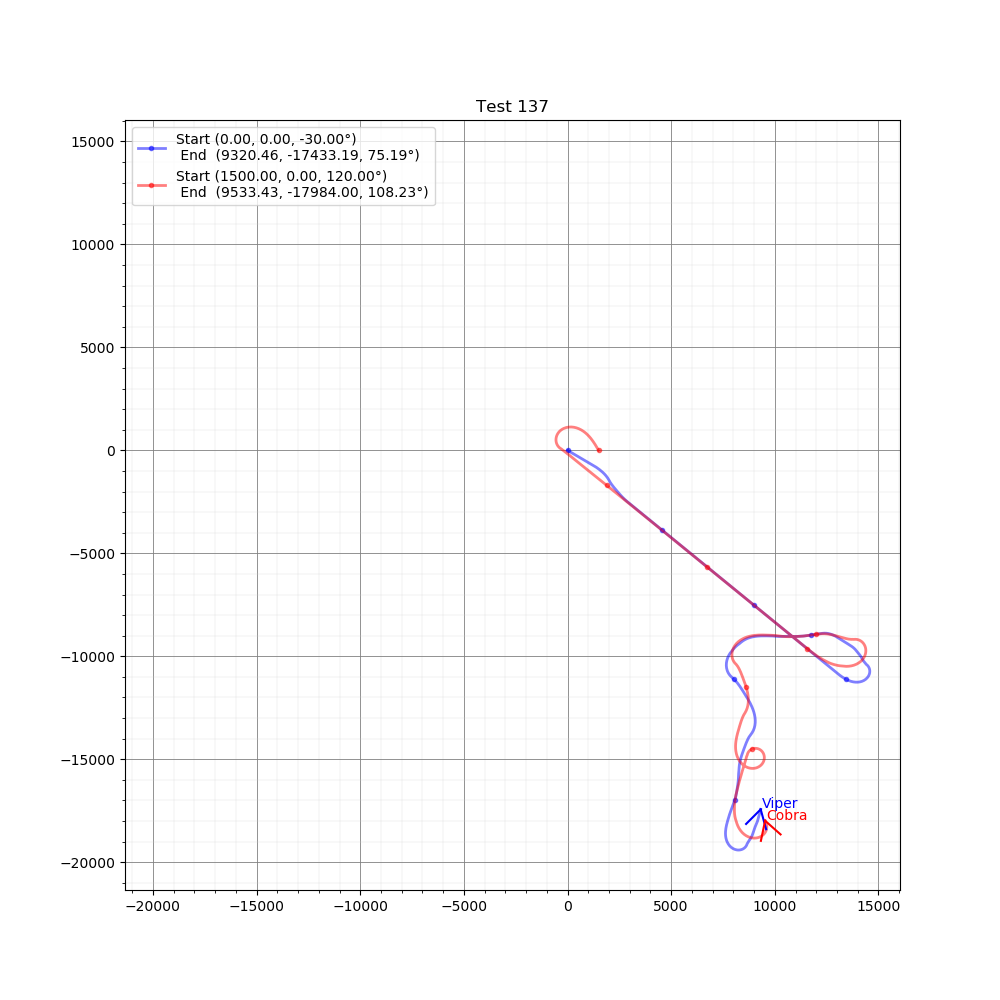 Test 137
Start (0.00, 0.00, -30.00°)
End  (9320.46, -17433.19, 75.19°)
Start (1500.00, 0.00, 120.00°)
End  (9533.43, -17984.00, 108.23°)
15000
10000
5000
0
−5000
−10000
−15000
−20000
Viper
Cobra
−20000 −15000 −10000 −5000 0 5000 10000 15000